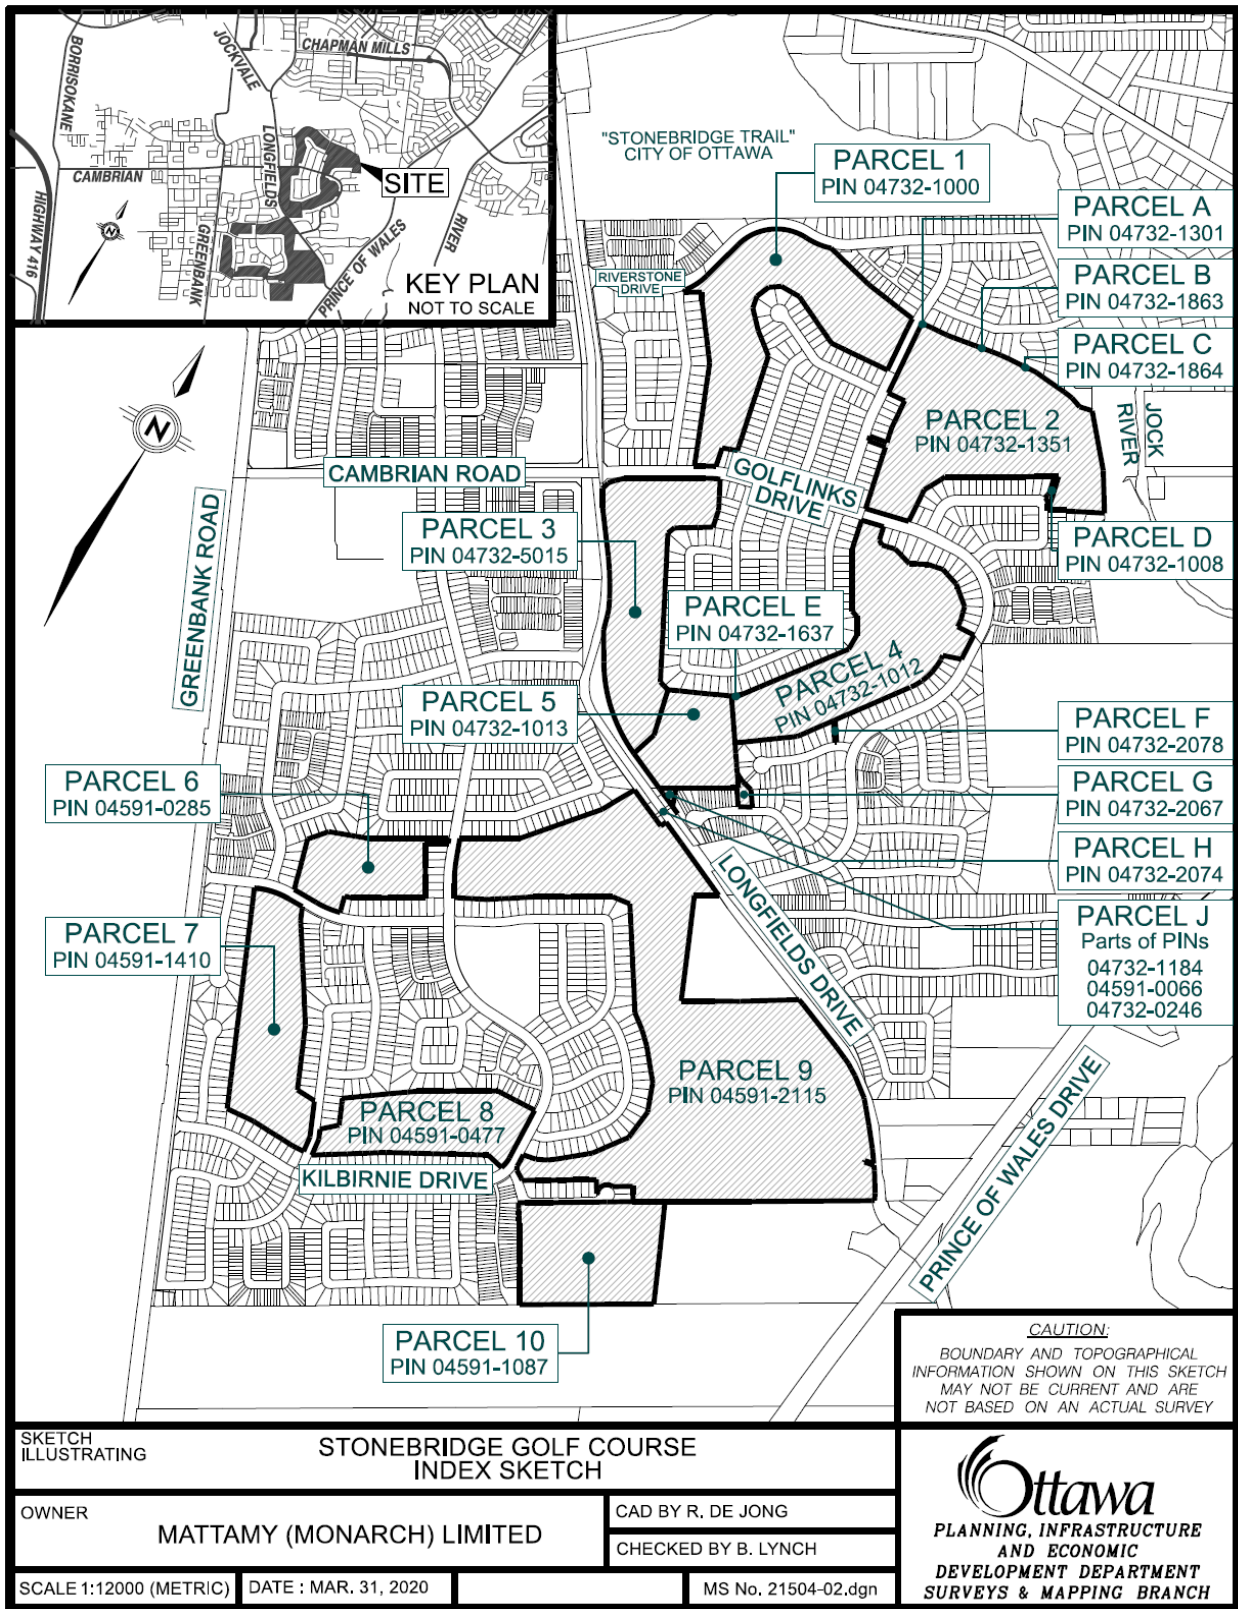 BORRISOKANE
JOCKVALE
CHAPMAN MILLS
LONGFIELDS
CAMBRIAN
SITE
HIGHWAY 416
N
GREENBANK
PRINCE OF WALES
RIVER
KEY PLAN
NOT TO SCALE
"STONEBRIDGE TRAIL"
CITY OF OTTAWA
PARCEL 1
PIN 04732-1000
PARCEL A
PIN 04732-1301
RIVERSTONE
DRIVE
PARCEL B
PIN 04732-1863
PARCEL C
PIN 04732-1864
N
PARCEL 2
PIN 04732-1351
JOCK
RIVER
CAMBRIAN ROAD
GOLFLINKS
DRIVE
GREENBANK ROAD
PARCEL 3
PIN 04732-5015
PARCEL D
PIN 04732-1008
PARCEL E
PIN 04732-1637
PARCEL 4
PIN 04732-1012
PARCEL 5
PIN 04732-1013
PARCEL F
PIN 04732-2078
PARCEL 6
PIN 04591-0285
PARCEL G
PIN 04732-2067
PARCEL H
PIN 04732-2074
LONGFIELDS DRIVE
PARCEL 7
PIN 04591-1410
PARCEL J
Parts of PINs
04732-1184
04591-0066
04732-0246
PARCEL 9
PIN 04591-2115
PARCEL 8
PIN 04591-0477
KILBIRNIE DRIVE
PRINCE OF WALES DRIVE
PARCEL 10
PIN 04591-1087
CAUTION:
BOUNDARY AND TOPOGRAPHICAL
INFORMATION SHOWN ON THIS SKETCH
MAY NOT BE CURRENT AND ARE
NOT BASED ON AN ACTUAL SURVEY
SKETCH
ILLUSTRATING
STONEBRIDGE GOLF COURSE
INDEX SKETCH
OWNER
MATTAMY (MONARCH) LIMITED
CAD BY R. DE JONG
CHECKED BY B. LYNCH
SCALE 1:12000 (METRIC)
DATE : MAR. 31, 2020
MS No. 21504-02.dgn
Ottawa
PLANNING, INFRASTRUCTURE
AND ECONOMIC
DEVELOPMENT DEPARTMENT
SURVEYS & MAPPING BRANCH